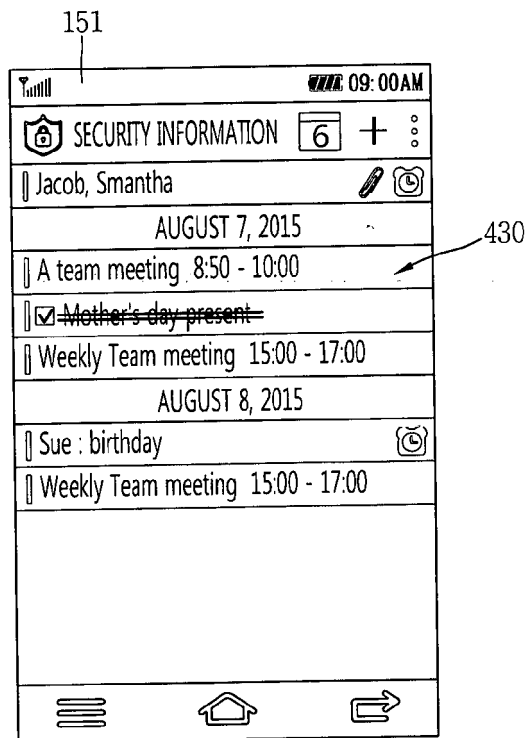 151
09:00AM
SECURITY INFORMATION 6
Jacob, Smantha
AUGUST 7, 2015
430
A team meeting 8:50 - 10:00
Mother's day present
Weekly Team meeting 15:00 - 17:00
AUGUST 8, 2015
Sue : birthday
Weekly Team meeting 15:00 - 17:00